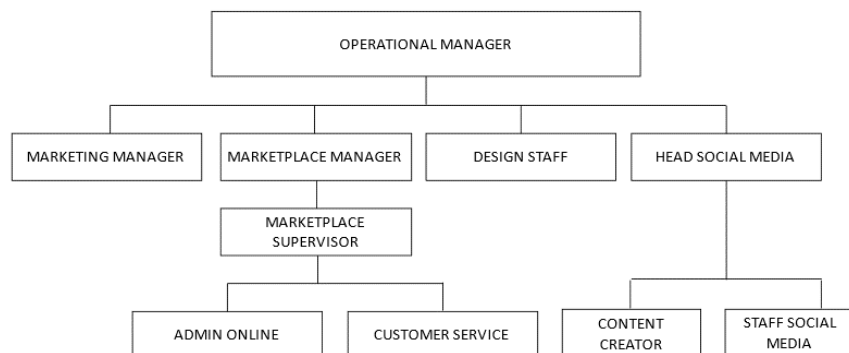 OPERATIONAL MANAGER
MARKETING MANAGER
MARKETPLACE MANAGER
DESIGN STAFF
HEAD SOCIAL MEDIA
MARKETPLACE
SUPERVISOR
ADMIN ONLINE
CUSTOMER SERVICE
CONTENT
CREATOR
STAFF SOCIAL
MEDIA